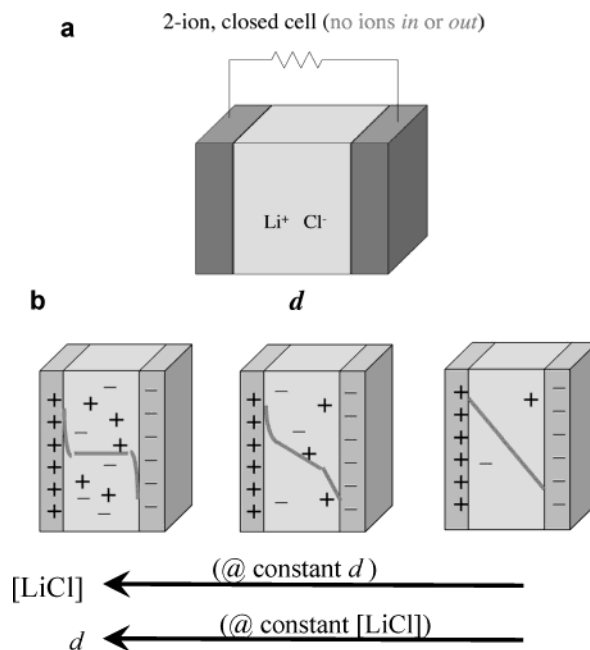 a
2-ion, closed cell (no ions in or out)
Li+ Cl-
b
d
+ − + − + −
[LiCl]
(@ constant d )
d
(@ constant [LiCl])